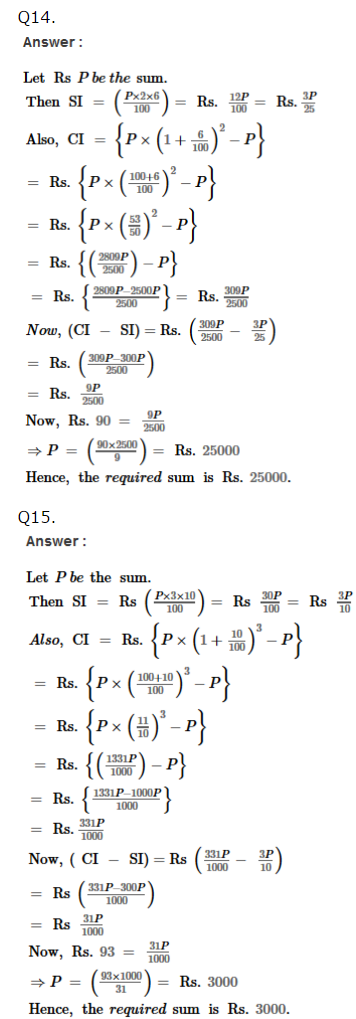 Q14.
Answer :
Let Rs P be the sum.
Then SI = (P×2×6/100) = Rs. 12P/100 = Rs. 3P/25
Also, CI = {P × (1 + 6/100)^2 − P}
= Rs. {P × (100+6/100)^2 − P}
= Rs. {P × (53/50)^2 − P}
= Rs. {(2809P/2500) − P}
= Rs. {2809P−2500P/2500} = Rs. 309P/2500
Now, (CI − SI) = Rs. (309P/2500 − 3P/25)
= Rs. (309P−300P/2500)
= Rs. 9P/2500
Now, Rs. 90 = 9P/2500
⇒ P = (90×2500/9) = Rs. 25000
Hence, the required sum is Rs. 25000.
Q15.
Answer :
Let P be the sum.
Then SI = Rs (P×3×10/100) = Rs 30P/100 = Rs 3P/10
Also, CI = Rs. {P × (1 + 10/100)^3 − P}
= Rs. {P × (100+10/100)^3 − P}
= Rs. {P × (11/10)^3 − P}
= Rs. {(1331P/1000) − P}
= Rs. {1331P−1000P/1000}
= Rs. 331P/1000
Now, ( CI − SI) = Rs (331P/1000 − 3P/10)
= Rs (331P−300P/1000)
= Rs 31P/1000
Now, Rs. 93 = 31P/1000
⇒ P = (93×1000/31) = Rs. 3000
Hence, the required sum is Rs. 3000.